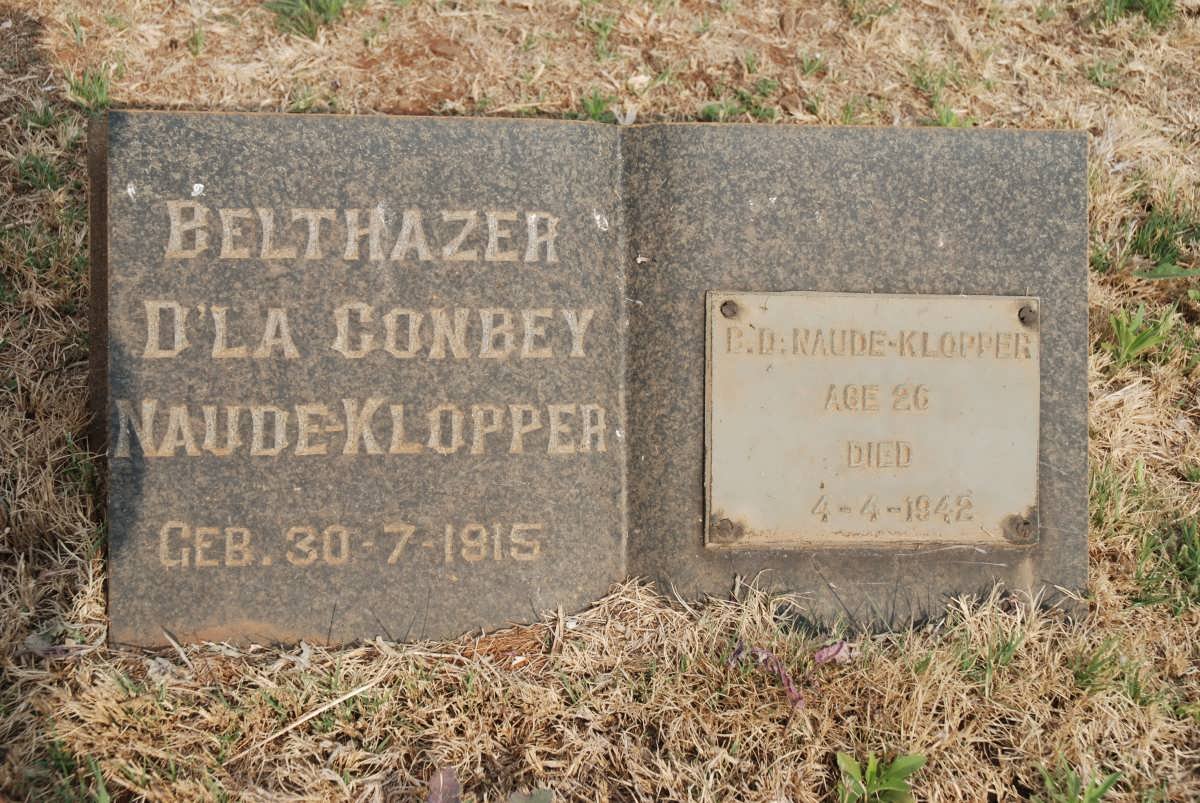 BELTHAZER
D'LA CONBEY
NAUDE-KLOPPER
GEB. 30-7-1915
B.D. NAUDE-KLOPPER
AGE 26
DIED
4-4-1942